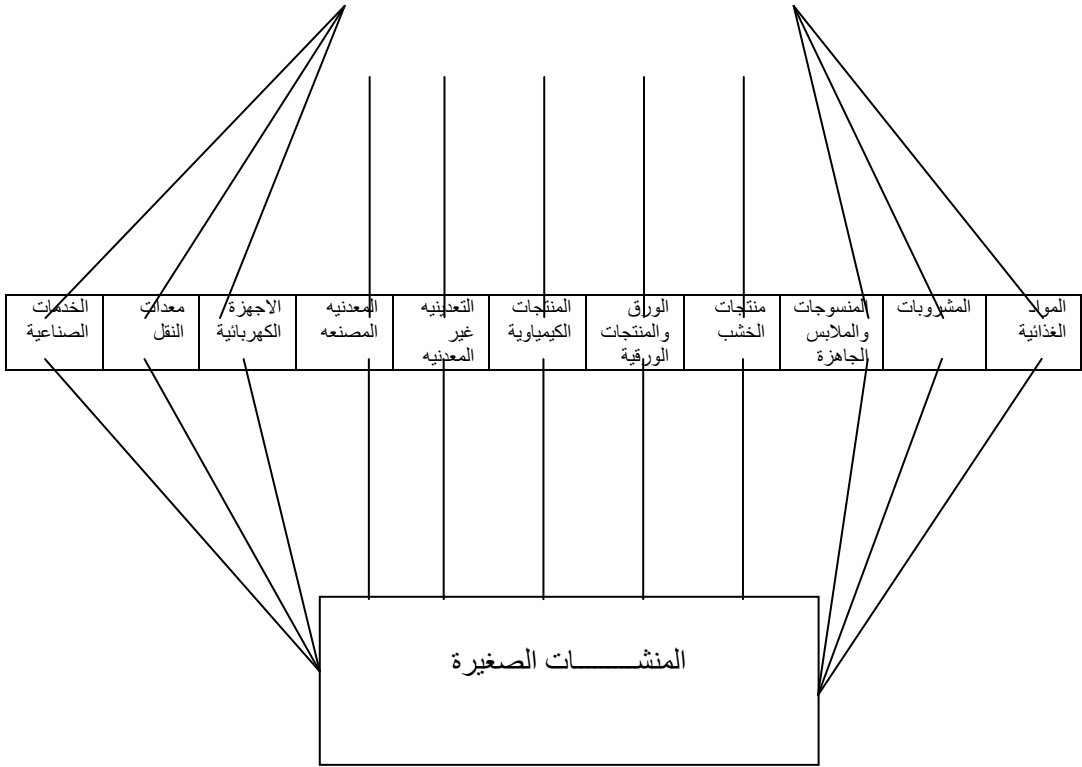 المواد
الغذائية
المشروبات
المنسوجات
والملابس
الجاهزة
منتجات
الخشب
الورق
والمنتجات
الورقية
المنتجات
الكيمياوية
التعدينيه
غير
المعدنيه
المعدنيه
المصنعه
الاجهزة
الكهربائية
معدات
النقل
الخدمات
الصناعية
المنشـــــــات الصغيرة